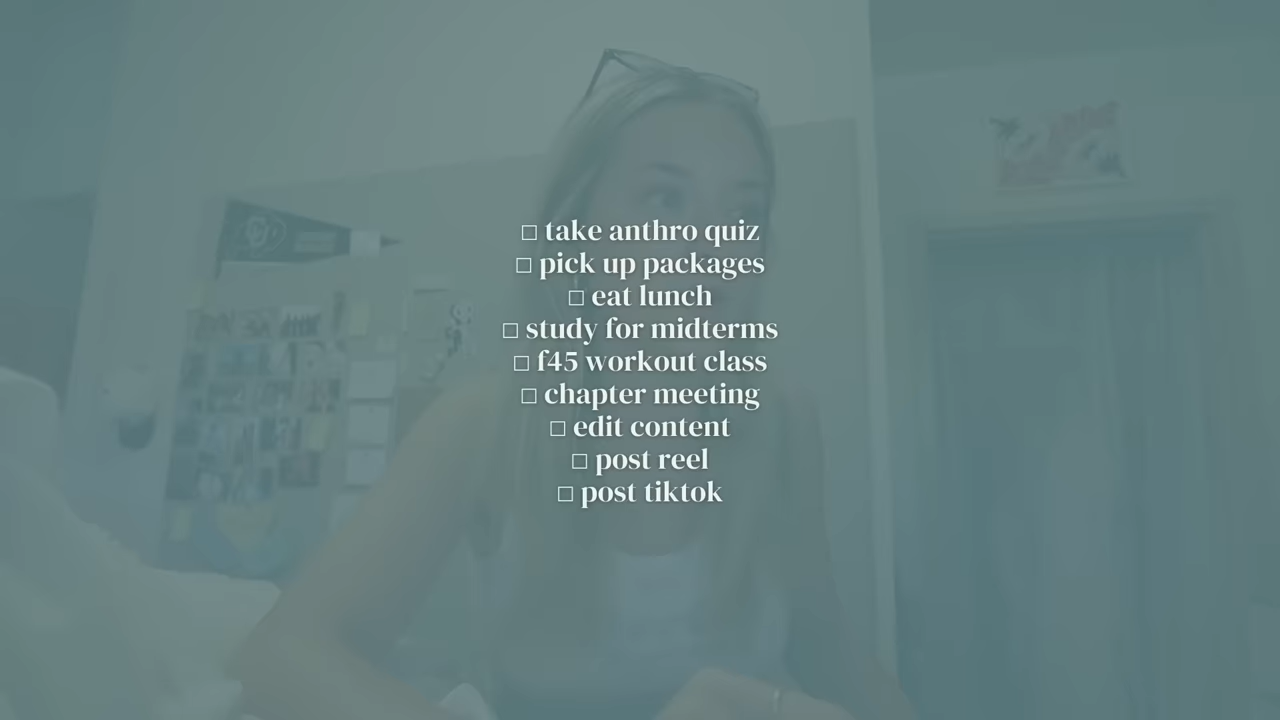 □ take anthro quiz
□ pick up packages
□ eat lunch
□ study for midterms
□ f45 workout class
□ chapter meeting
□ edit content
□ post reel
□ post tiktok